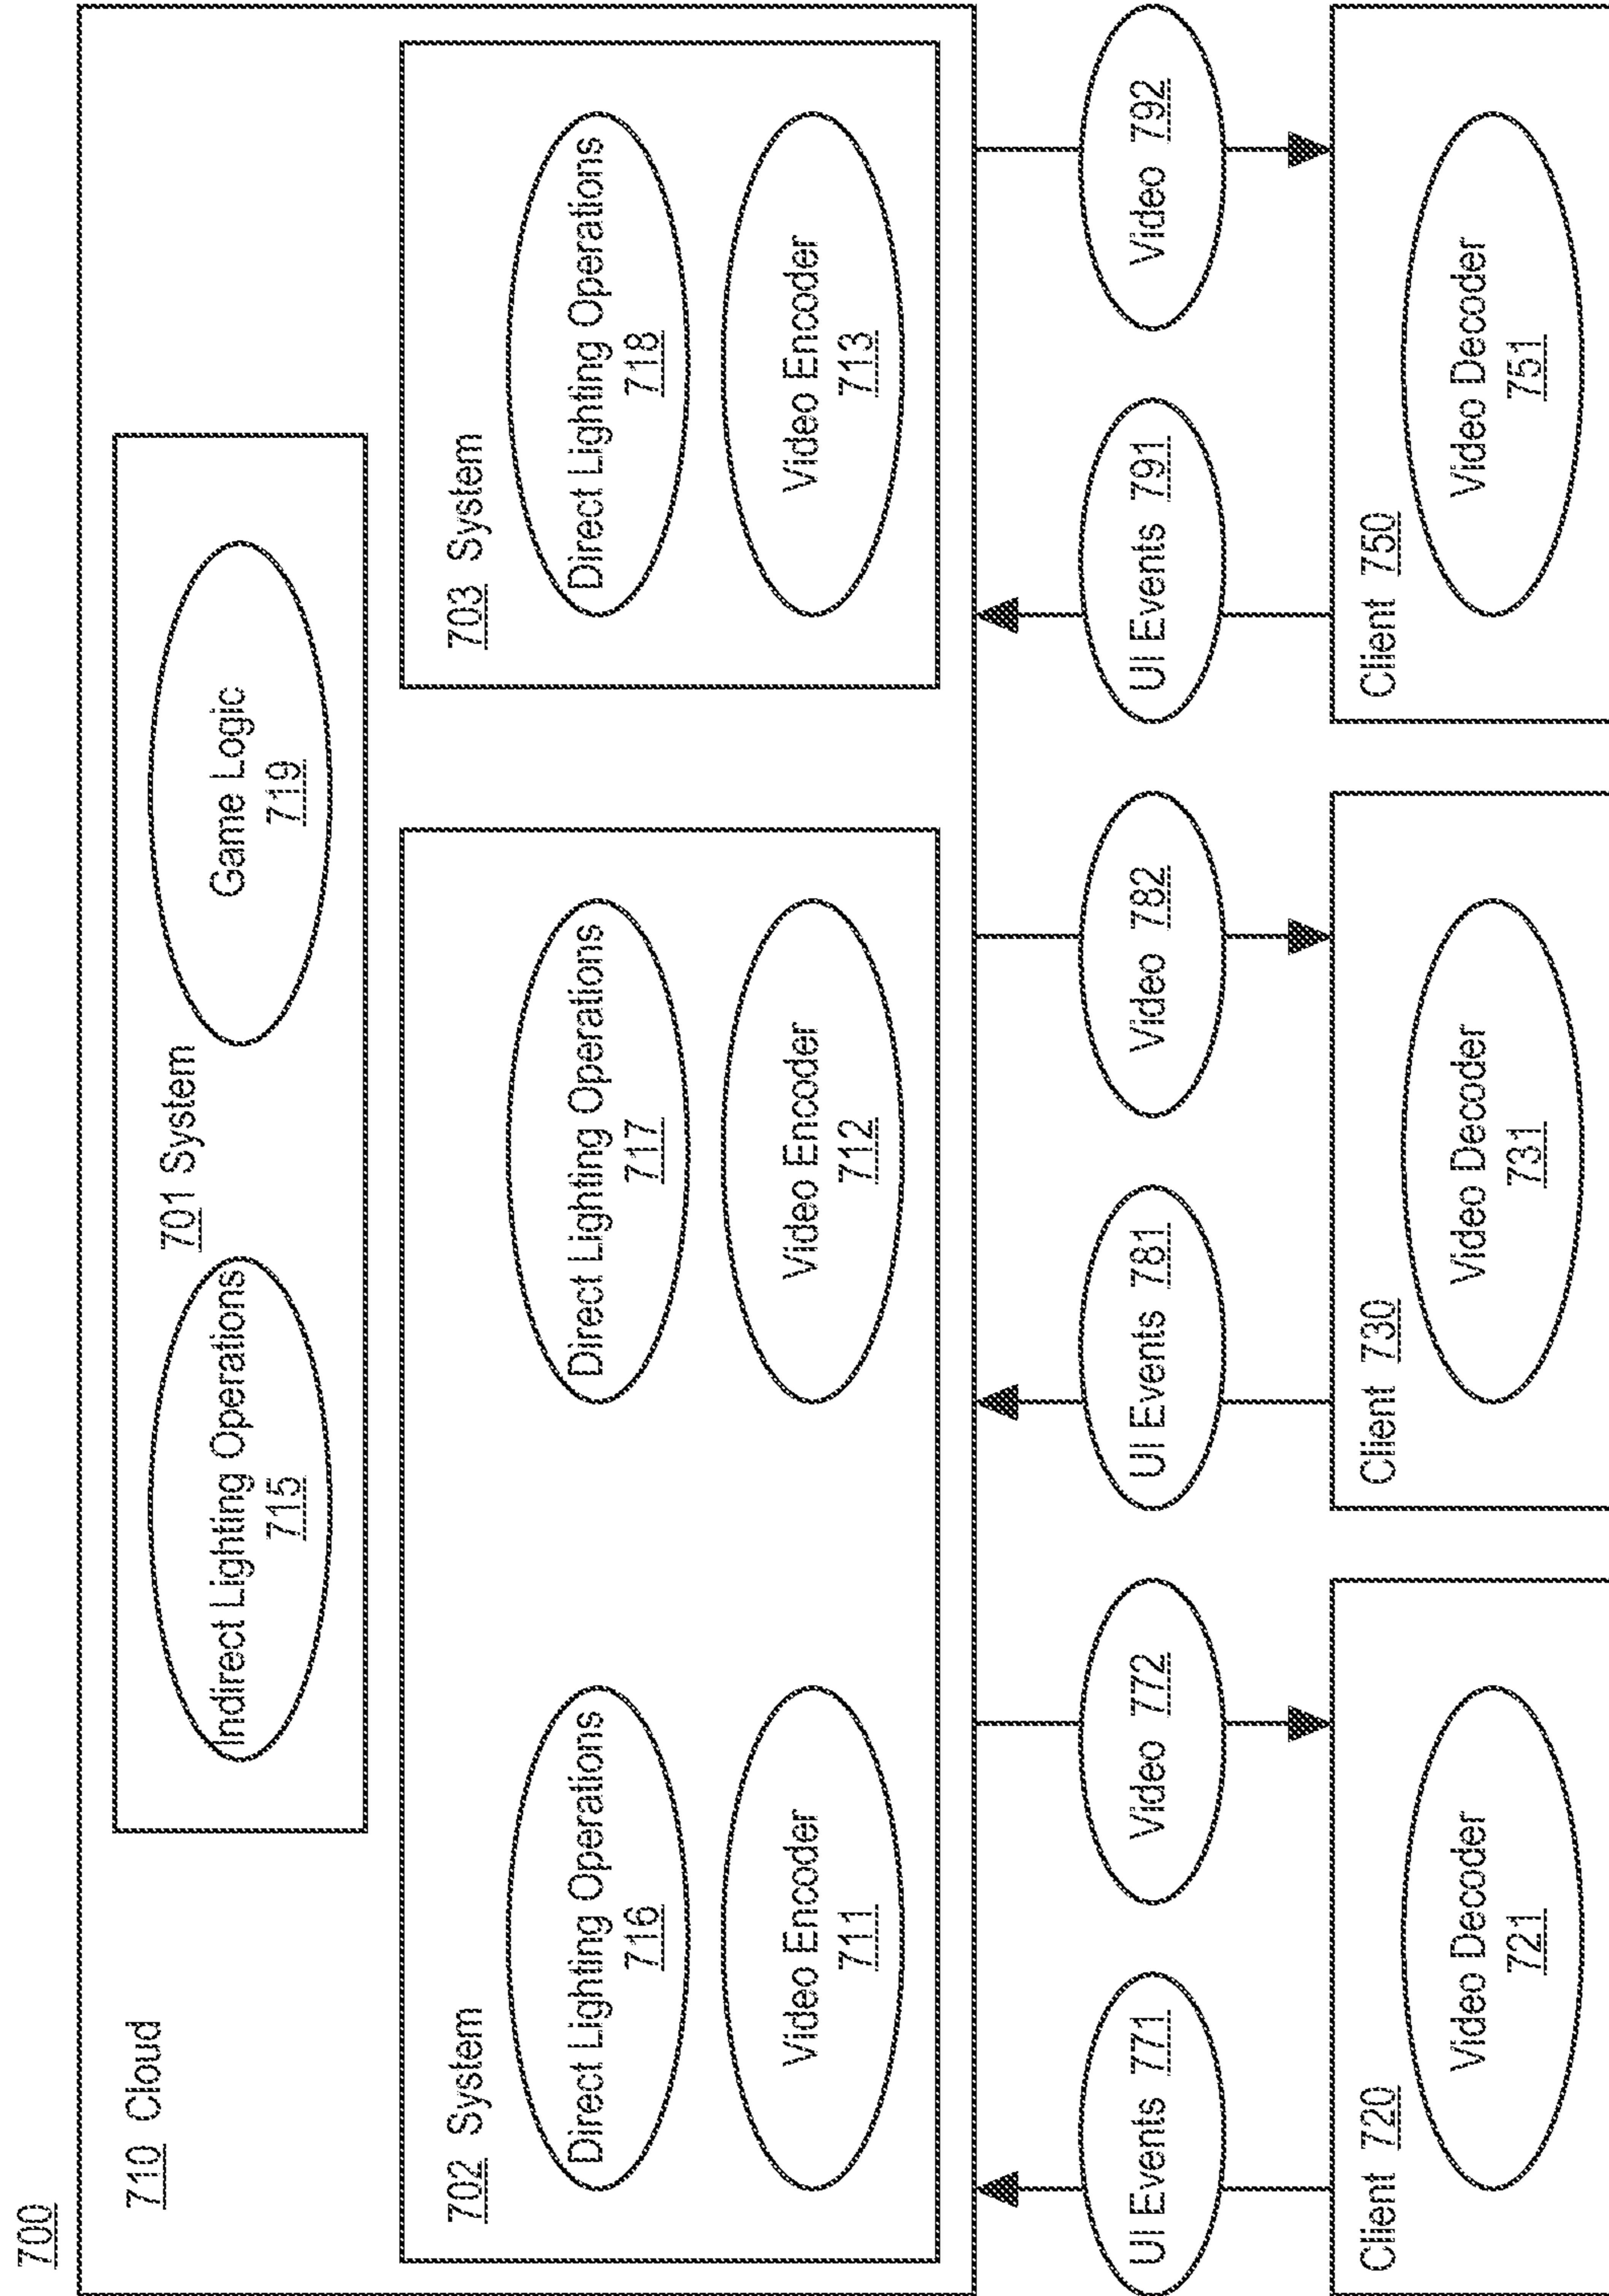 700
710 Cloud
701 System
Indirect Lighting Operations
715
Game Logic
719
702 System
Direct Lighting Operations
716
Direct Lighting Operations
717
Video Encoder
711
Video Encoder
712
703 System
Direct Lighting Operations
718
Video Encoder
713
UI Events 771
Video 772
UI Events 781
Video 782
UI Events 791
Video 792
Client 720
Video Decoder
721
Client 730
Video Decoder
731
Client 750
Video Decoder
751